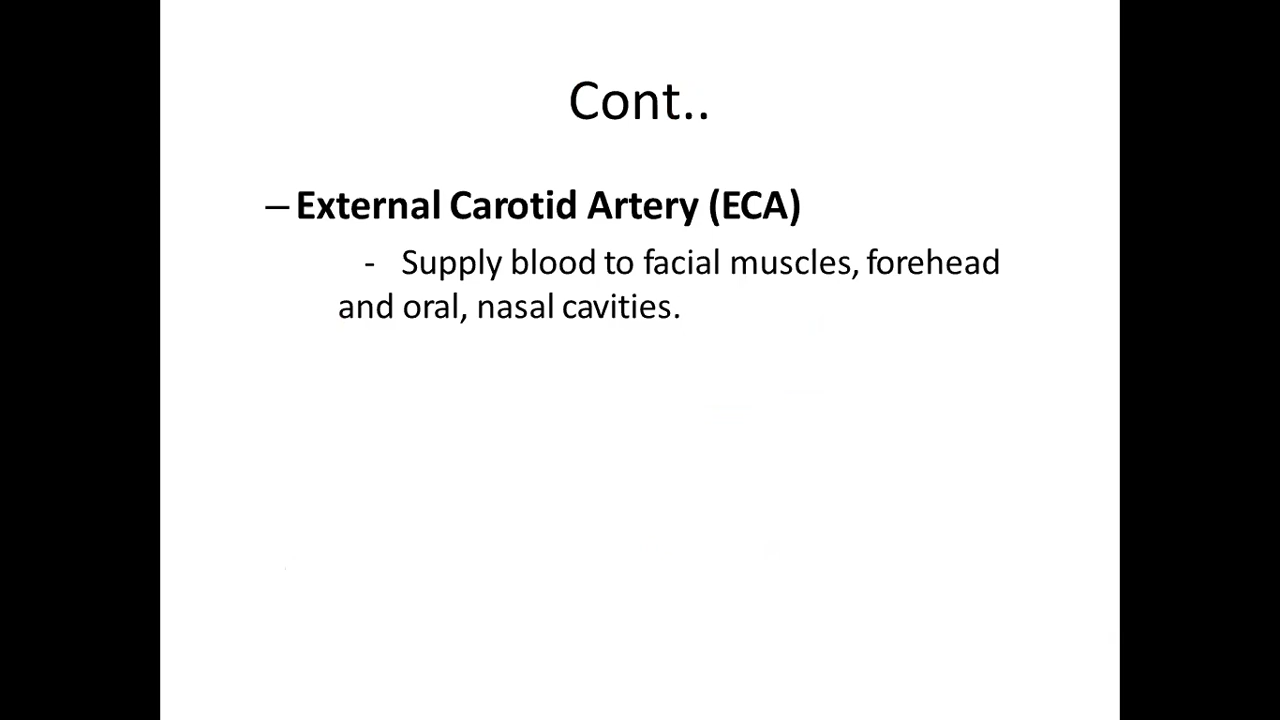 Cont..
– External Carotid Artery (ECA)
- Supply blood to facial muscles, forehead
and oral, nasal cavities.